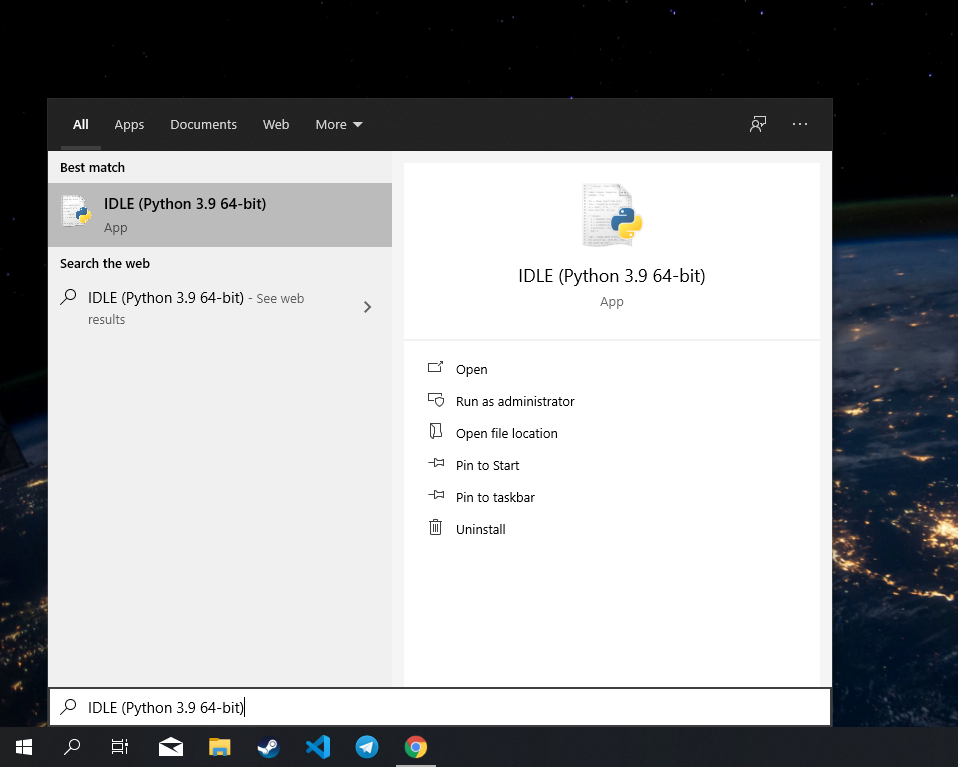 All Apps Documents Web More
Best match
IDLE (Python 3.9 64-bit)
App
Search the web
IDLE (Python 3.9 64-bit) - See web
results
IDLE (Python 3.9 64-bit)
App
Open
Run as administrator
Open file location
Pin to Start
Pin to taskbar
Uninstall
IDLE (Python 3.9 64-bit)